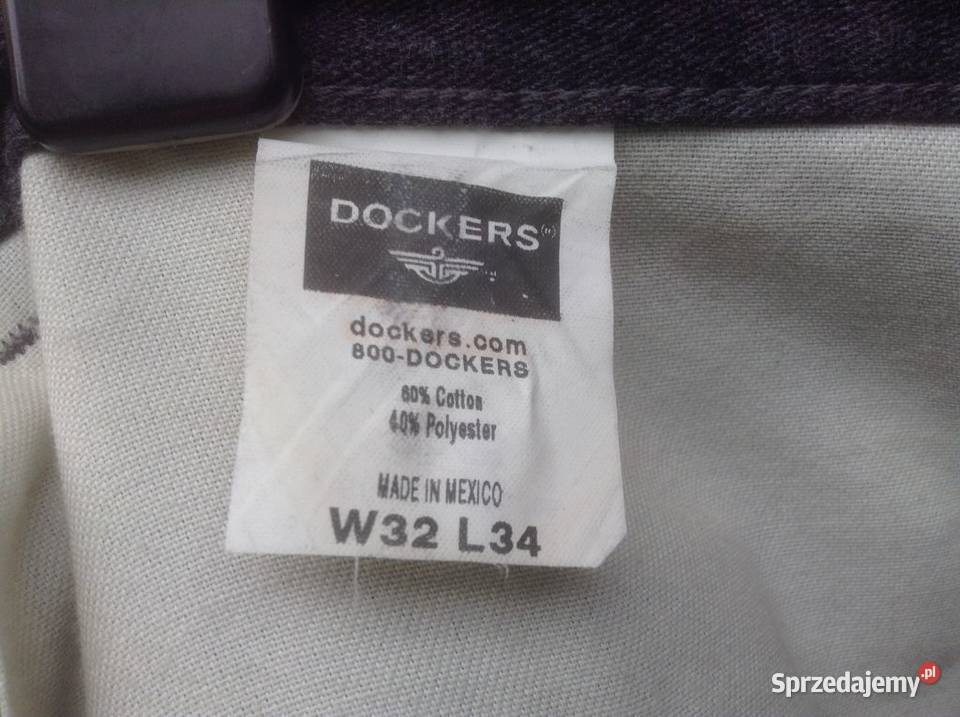 DOCKERS®
dockers.com
800-DOCKERS
60% Cotton
40% Polyester
MADE IN MEXICO
W32 L34
Sprzedajemy.pl